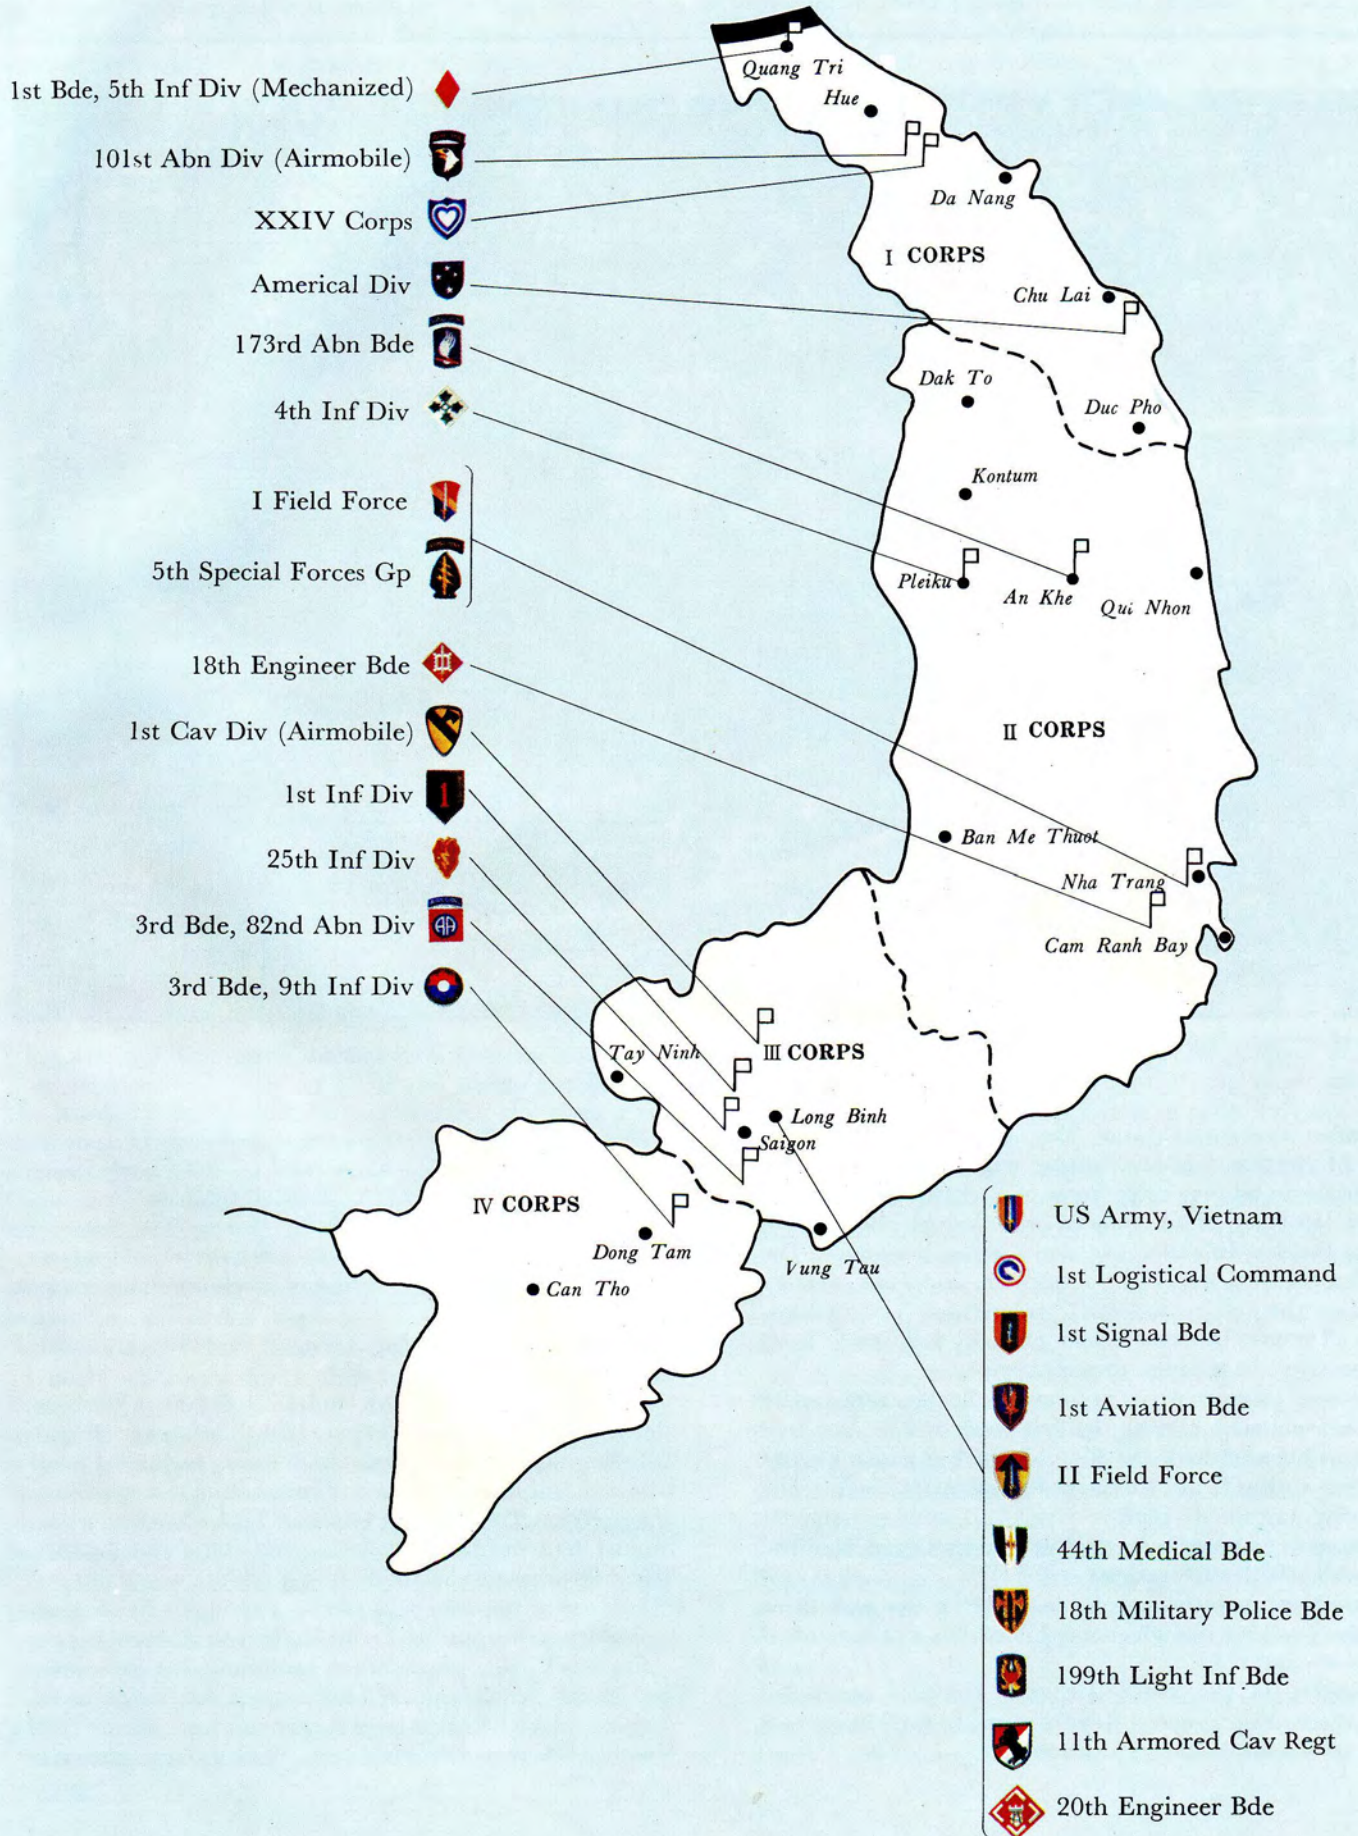 1st Bde, 5th Inf Div (Mechanized)
101st Abn Div (Airmobile)
XXIV Corps
Americal Div
173rd Abn Bde
4th Inf Div
I Field Force
5th Special Forces Gp
18th Engineer Bde
1st Cav Div (Airmobile)
1st Inf Div
1
25th Inf Div
3rd Bde, 82nd Abn Div
AA
3rd Bde, 9th Inf Div
Quang Tri
Hue
Da Nang
I CORPS
Chu Lai
Dak To
Duc Pho
Kontum
Pleiku
An Khe
Qui Nhon
II CORPS
Ban Me Thuot
Nha Trang
Cam Ranh Bay
Tay Ninh
III CORPS
Long Binh
Saigon
IV CORPS
Dong Tam
Vung Tau
Can Tho
US Army, Vietnam
1st Logistical Command
1st Signal Bde
1st Aviation Bde
II Field Force
44th Medical Bde
18th Military Police Bde
199th Light Inf Bde
11th Armored Cav Regt
20th Engineer Bde